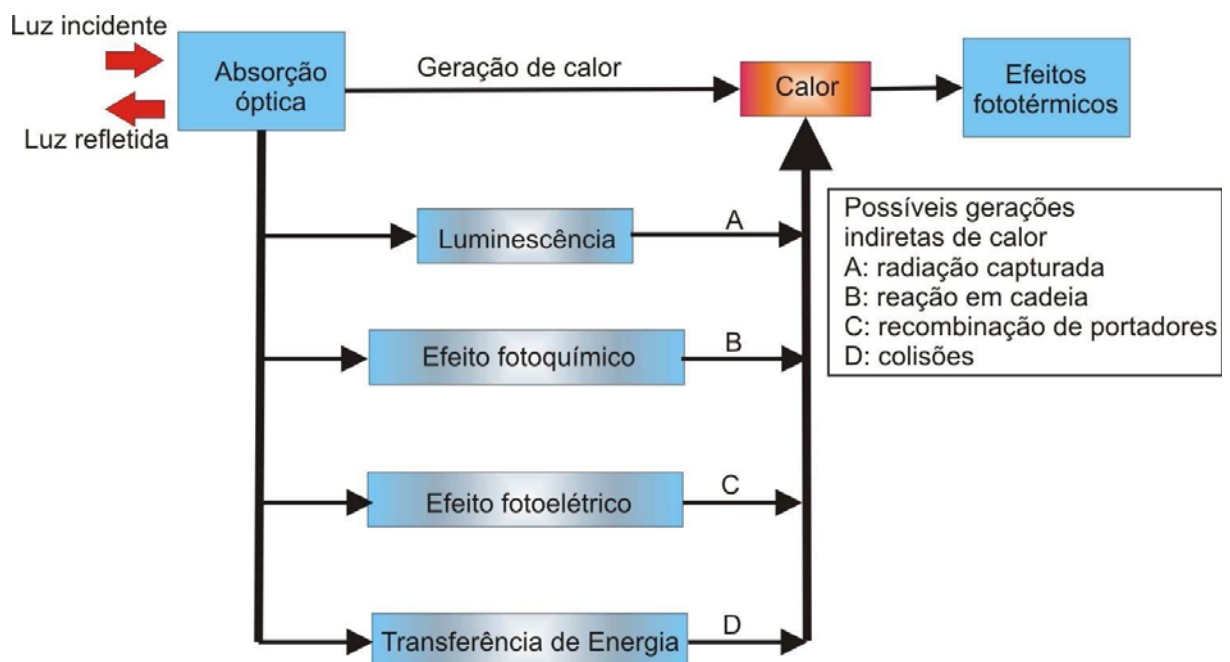 Luz incidente
Luz refletida
Absorção
óptica
Geração de calor
Calor
Efeitos
fototérmicos
Luminescência
A
Efeito fotoquímico
B
Efeito fotoelétrico
C
Transferência de Energia
D
Possíveis gerações
indiretas de calor
A: radiação capturada
B: reação em cadeia
C: recombinação de portadores
D: colisões